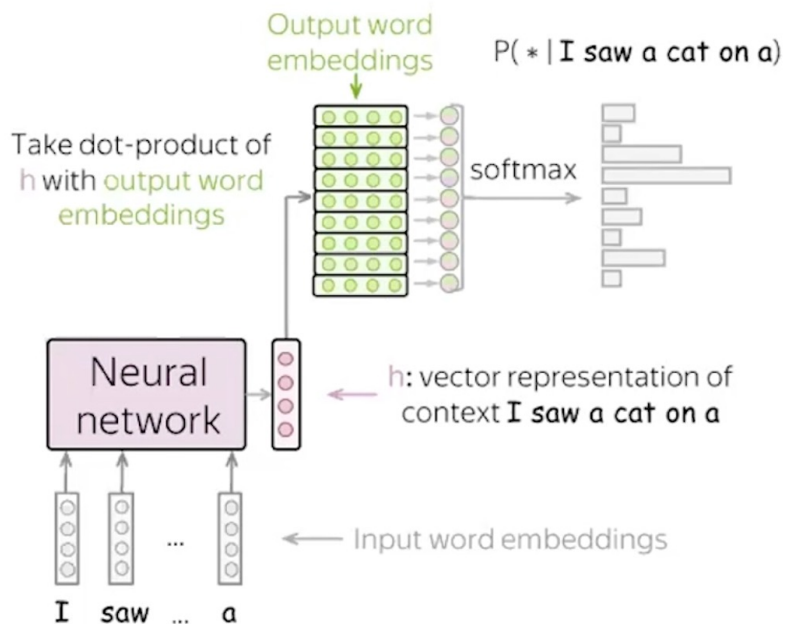 Output word
embeddings
P( * | I saw a cat on a)
Take dot-product of
h with output word
embeddings
softmax
Neural
network
h: vector representation of
context I saw a cat on a
...
Input word embeddings
I saw ... a